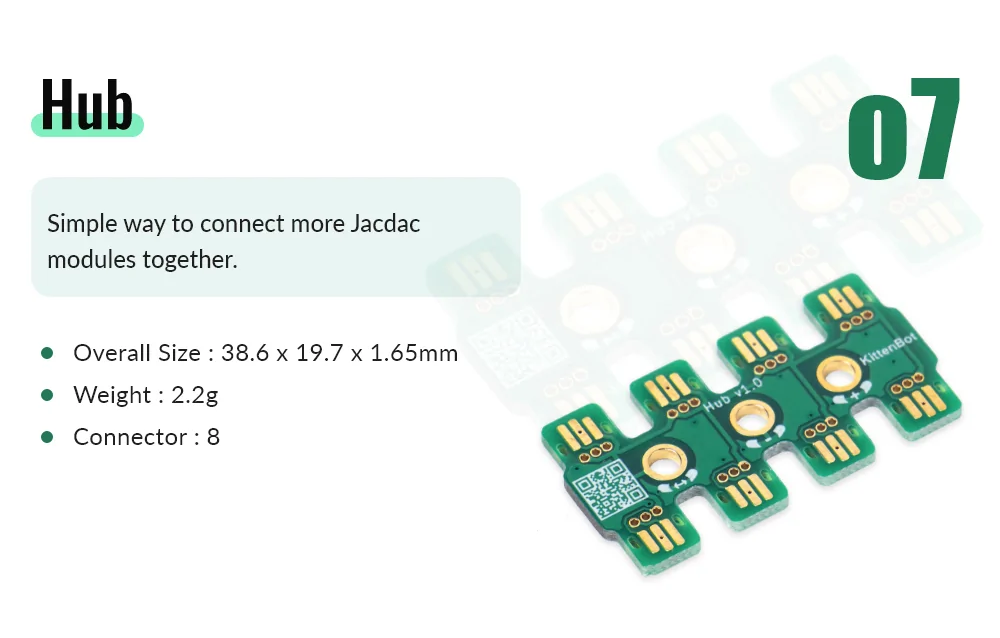 Hub
07
Simple way to connect more Jacdac
modules together.
Overall Size : 38.6 x 19.7 x 1.65mm
Weight : 2.2g
Connector : 8
Hub v1.0
KittenBot